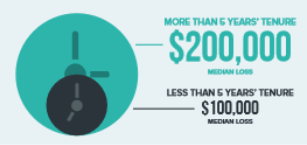 MORE THAN 5 YEARS' TENURE
$200,000
MEDIAN LOSS
LESS THAN 5 YEARS' TENURE
$100,000
MEDIAN LOSS